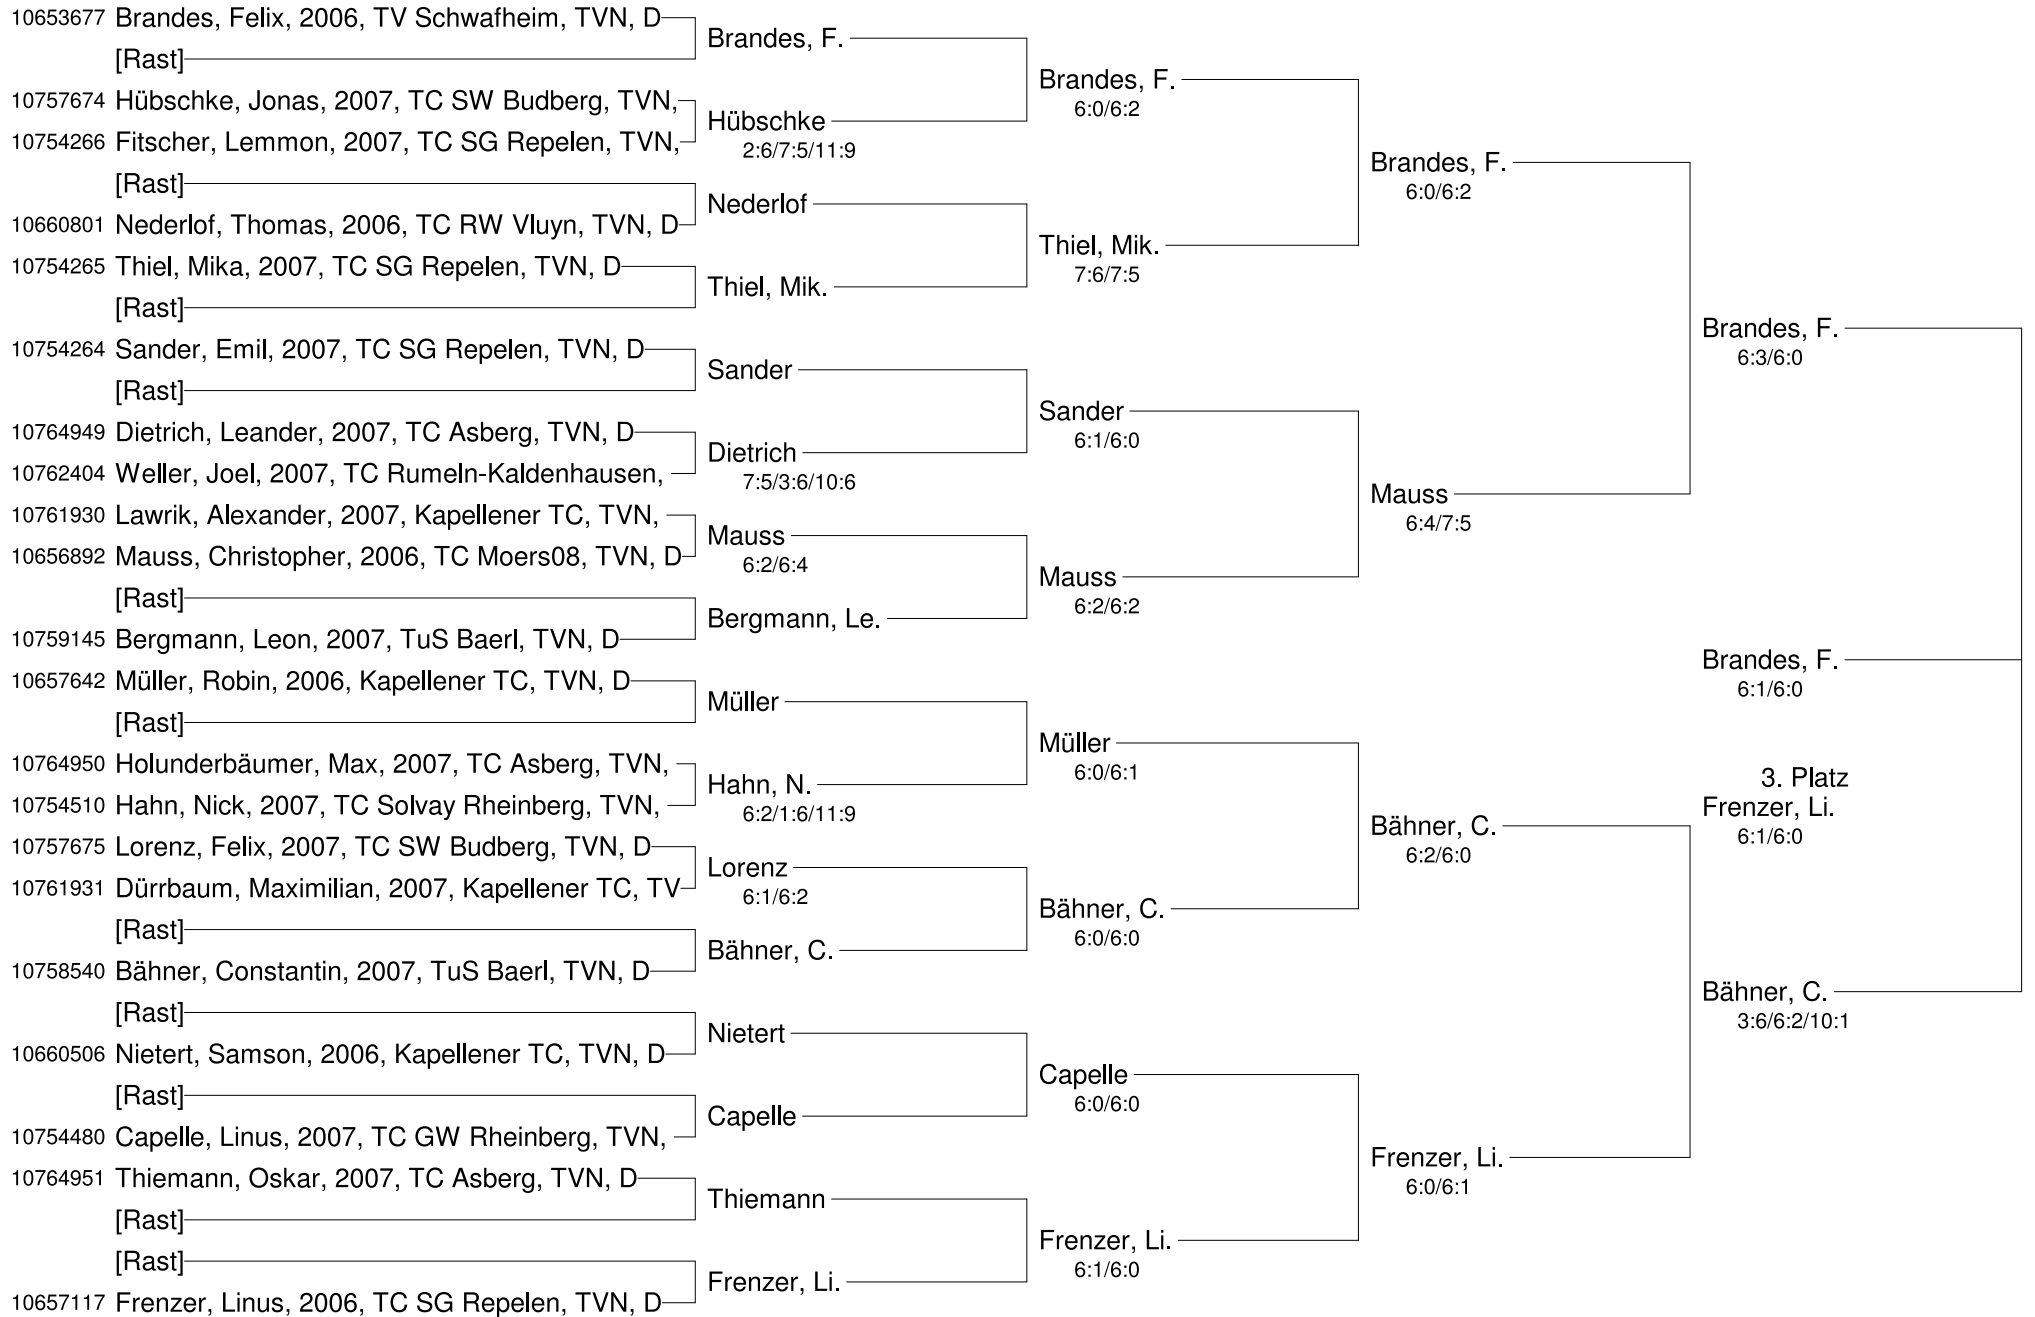 10653677 Brandes, Felix, 2006, TV Schwafheim, TVN, D
[Rast]
10757674 Hübschke, Jonas, 2007, TC SW Budberg, TVN,
10754266 Fitscher, Lemmon, 2007, TC SG Repelen, TVN,
[Rast]
10660801 Nederlof, Thomas, 2006, TC RW Vluyn, TVN, D
10754265 Thiel, Mika, 2007, TC SG Repelen, TVN, D
[Rast]
10754264 Sander, Emil, 2007, TC SG Repelen, TVN, D
[Rast]
10764949 Dietrich, Leander, 2007, TC Asberg, TVN, D
10762404 Weller, Joel, 2007, TC Rumeln-Kaldenhausen,
10761930 Lawrik, Alexander, 2007, Kapellener TC, TVN,
10656892 Mauss, Christopher, 2006, TC Moers08, TVN, D
[Rast]
10759145 Bergmann, Leon, 2007, TuS Baerl, TVN, D
10657642 Müller, Robin, 2006, Kapellener TC, TVN, D
[Rast]
10764950 Holunderbäumer, Max, 2007, TC Asberg, TVN,
10754510 Hahn, Nick, 2007, TC Solvay Rheinberg, TVN,
10757675 Lorenz, Felix, 2007, TC SW Budberg, TVN, D
10761931 Dürrbaum, Maximilian, 2007, Kapellener TC, TV
[Rast]
10758540 Bähner, Constantin, 2007, TuS Baerl, TVN, D
[Rast]
10660506 Nietert, Samson, 2006, Kapellener TC, TVN, D
[Rast]
10754480 Capelle, Linus, 2007, TC GW Rheinberg, TVN,
10764951 Thiemann, Oskar, 2007, TC Asberg, TVN, D
[Rast]
[Rast]
10657117 Frenzer, Linus, 2006, TC SG Repelen, TVN, D
Brandes, F.
Hübschke
2:6/7:5/11:9
Nederlof
Thiel, Mik.
Sander
Dietrich
7:5/3:6/10:6
Mauss
6:2/6:4
Bergmann, Le.
Müller
Hahn, N.
6:2/1:6/11:9
Lorenz
6:1/6:2
Bähner, C.
Nietert
Capelle
Thiemann
Frenzer, Li.
Brandes, F.
6:0/6:2
Thiel, Mik.
7:6/7:5
Sander
6:1/6:0
Mauss
6:2/6:2
Müller
6:0/6:1
Bähner, C.
6:0/6:0
Capelle
6:0/6:0
Frenzer, Li.
6:1/6:0
Brandes, F.
6:0/6:2
Mauss
6:4/7:5
Bähner, C.
6:2/6:0
Frenzer, Li.
6:0/6:1
Brandes, F.
6:3/6:0
Brandes, F.
6:1/6:0
3. Platz
Frenzer, Li.
6:1/6:0
Bähner, C.
3:6/6:2/10:1